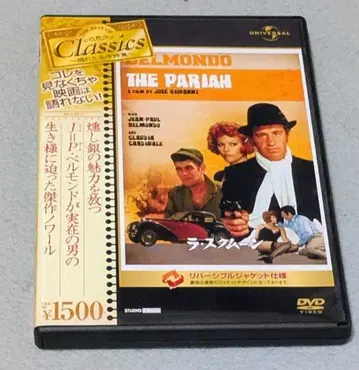 Classics
コレを
見なくちゃ
映画は
語れない!
燻し銀の魅力を放つ
J=P・ベルモンドが実在の男の
生き様に迫った傑作ノワール
¥1500
UNIVERSAL
BELMONDO
THE PARIAH
A FILM BY JOSÉ GIOVANNI
WITH
JEAN-PAUL
BELMONDO
AND
CLAUDIA
CARDINALE
ラ・スクムーン
リバーシブルジャケット仕様
STUDIO CANAL
DVD
VIDEO